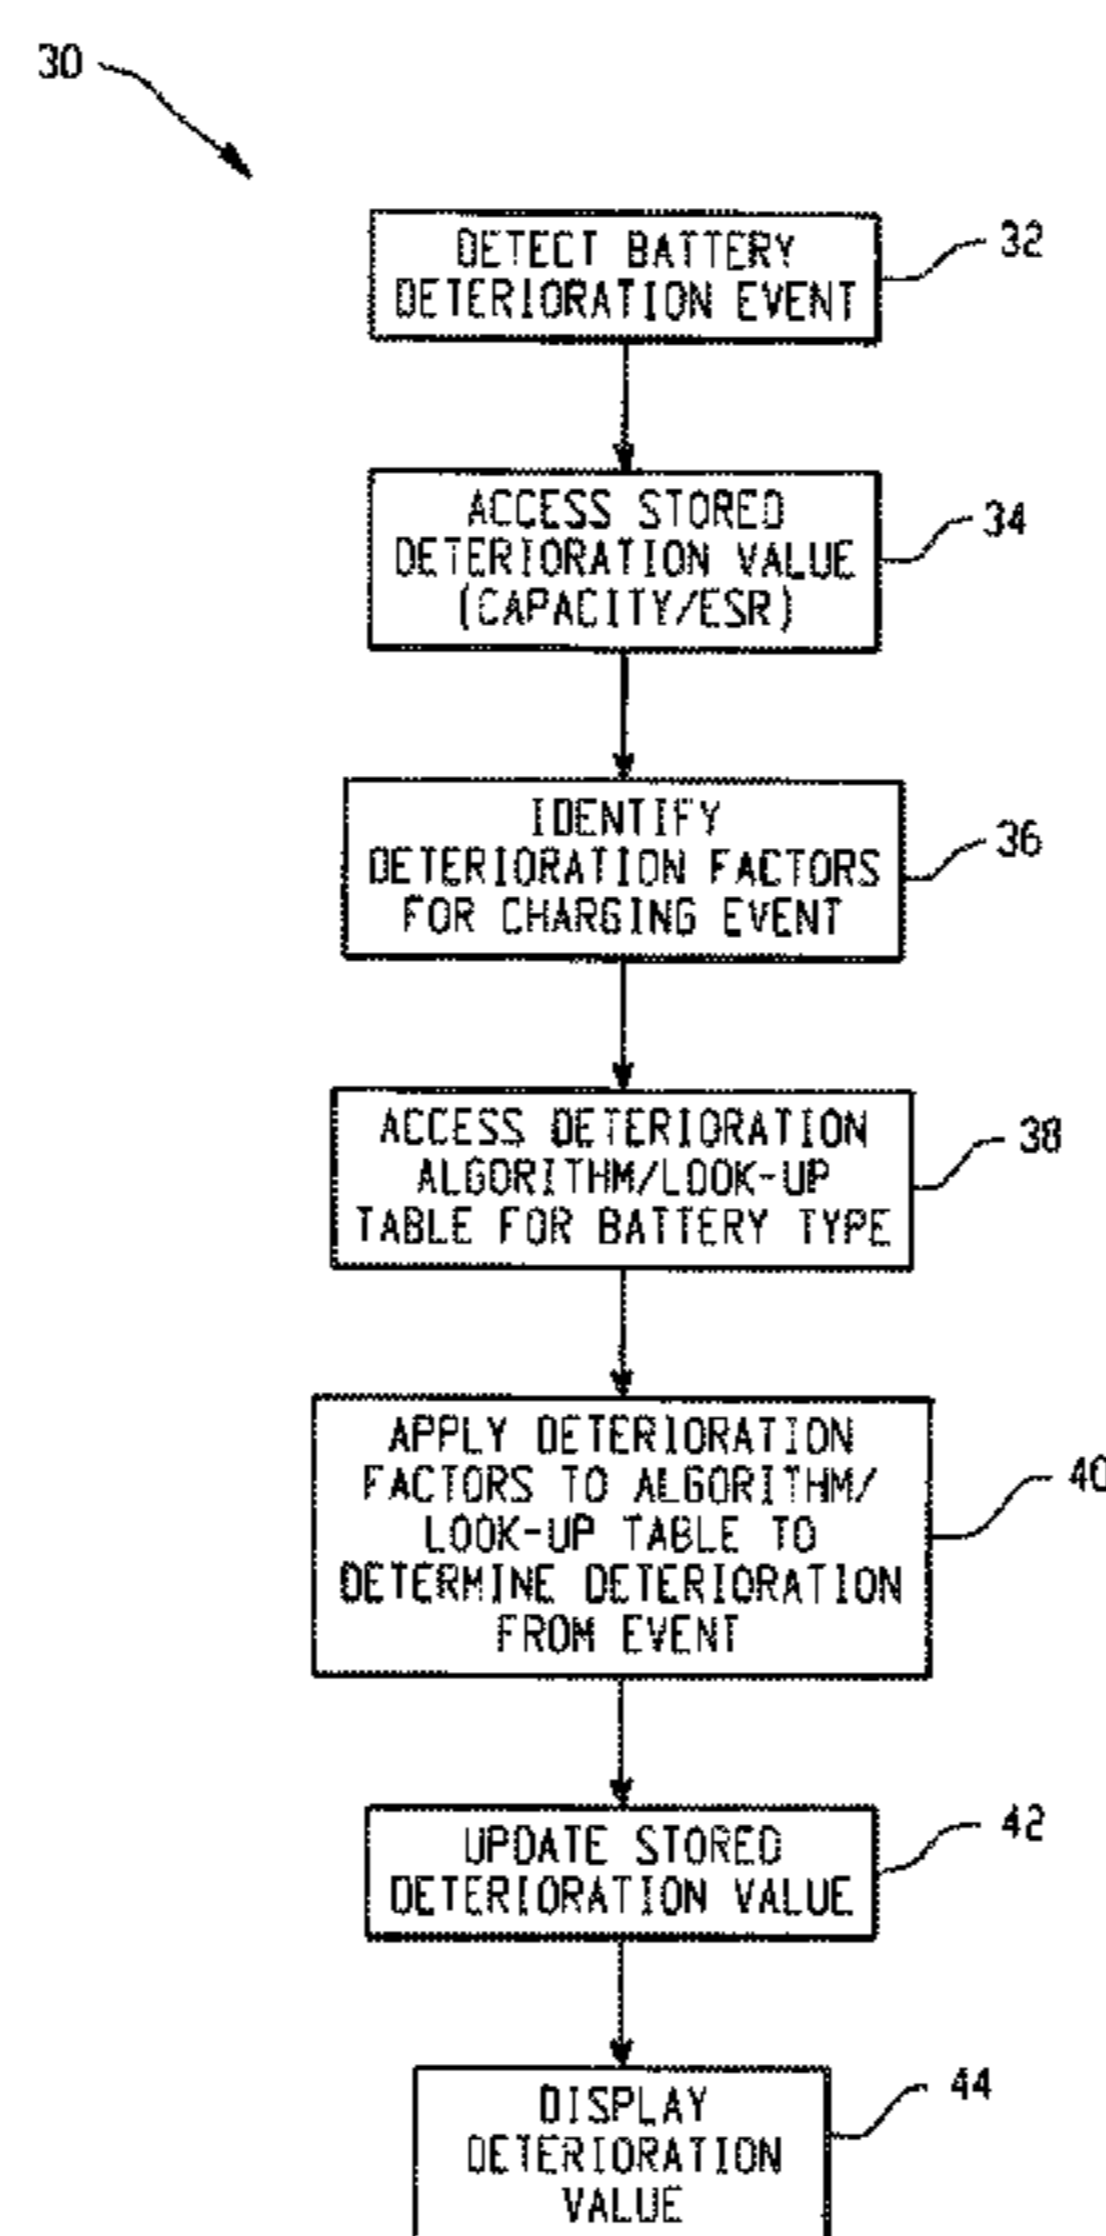 30
DETECT BATTERY
DETERIORATION EVENT
32
ACCESS STORED
DETERIORATION VALUE
(CAPACITY/ESR)
34
IDENTIFY
DETERIORATION FACTORS
FOR CHARGING EVENT
36
ACCESS DETERIORATION
ALGORITHM/LOOK-UP
TABLE FOR BATTERY TYPE
38
APPLY DETERIORATION
FACTORS TO ALGORITHM/
LOOK-UP TABLE TO
DETERMINE DETERIORATION
FROM EVENT
40
UPDATE STORED
DETERIORATION VALUE
42
DISPLAY
DETERIORATION
VALUE
44